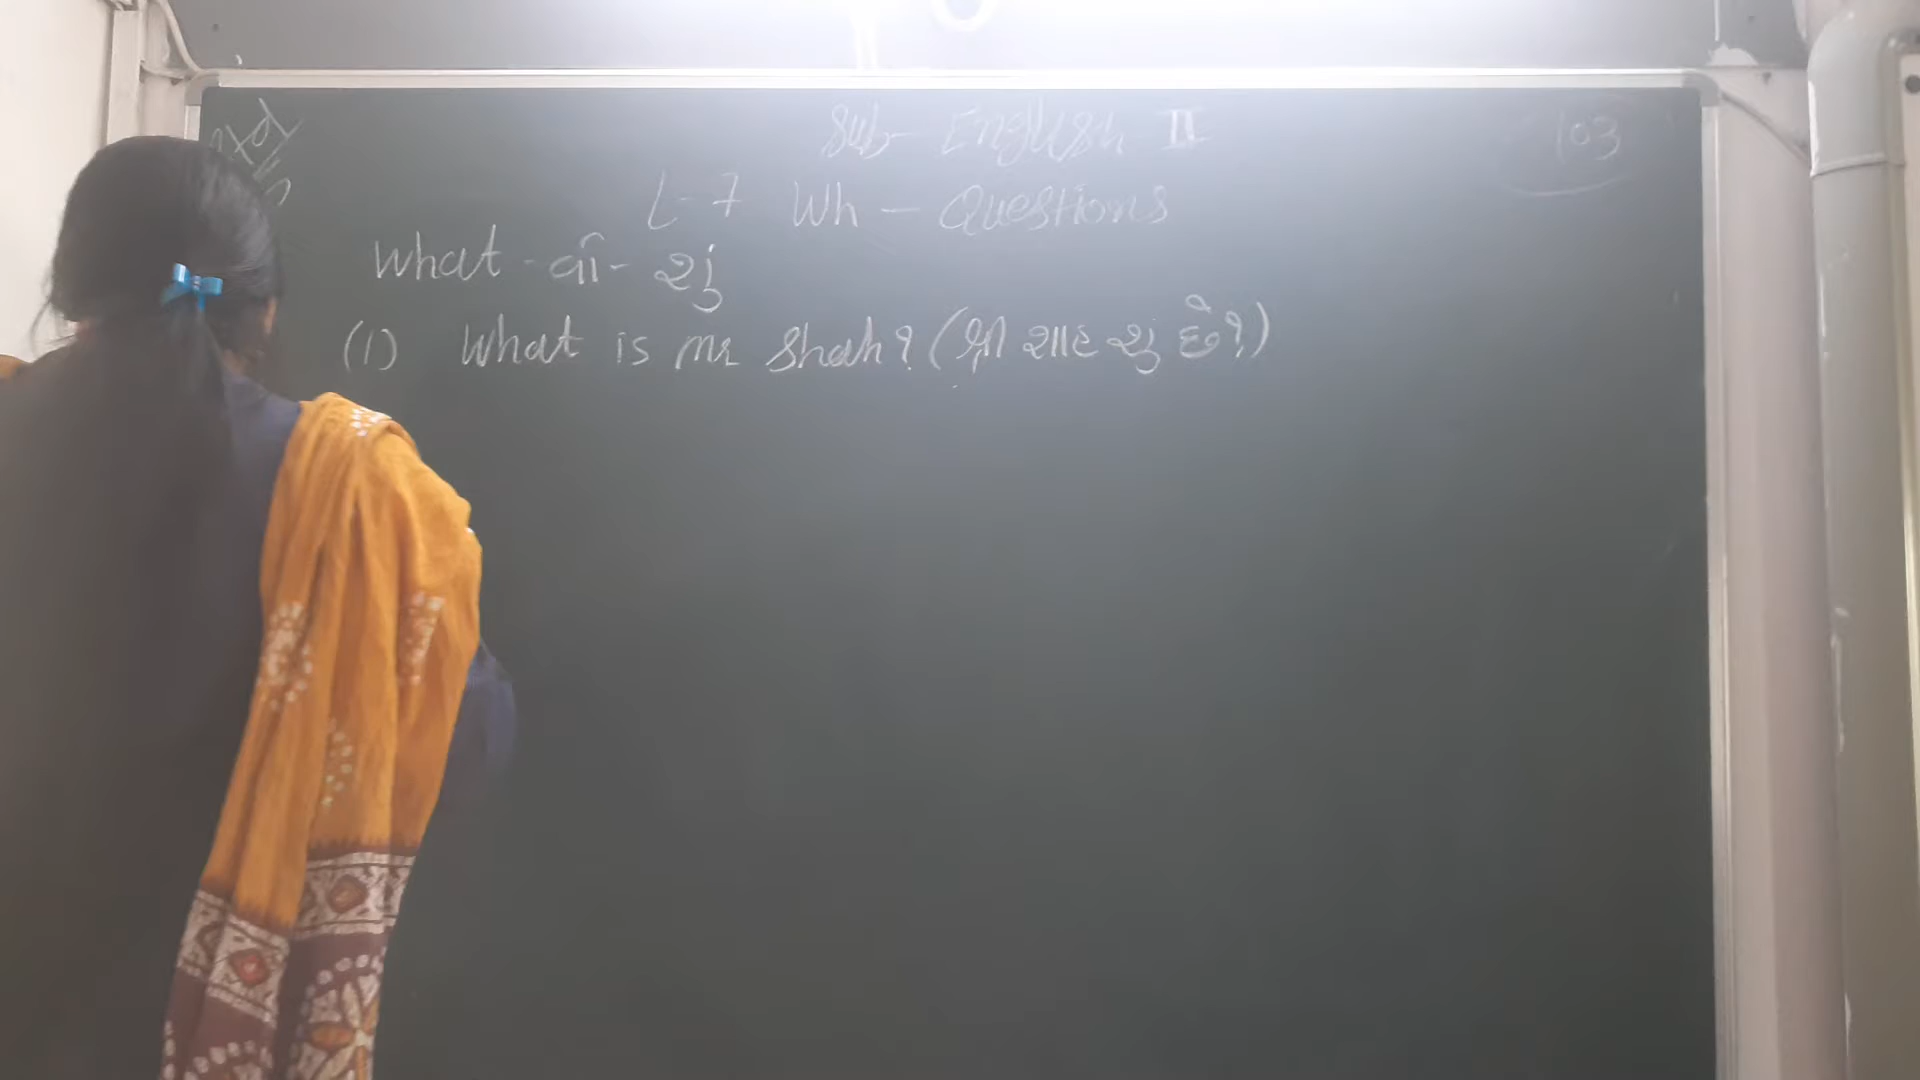 Sub- English II
103
L-7 Wh - Questions
What - વૉ - શું
(1) What is mr Shah? (શ્રી શાહ શું છે?)